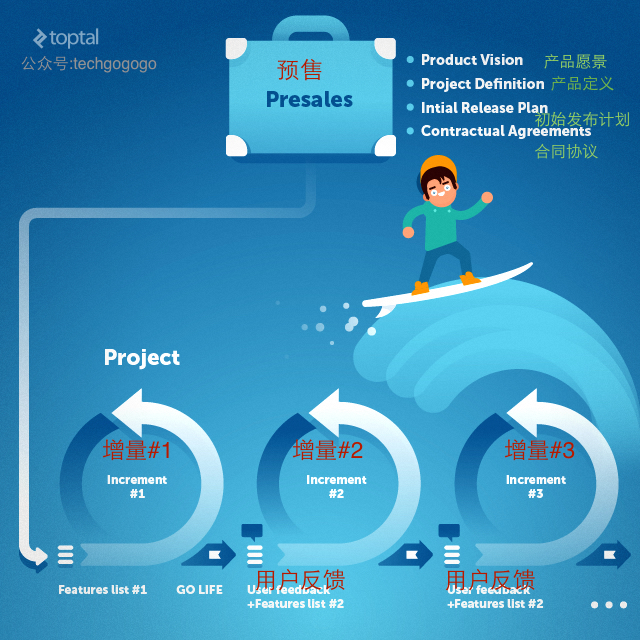 toptal
公众号:techgogogo
预售
Presales
Product Vision 产品愿景
Project Definition 产品定义
Intial Release Plan
初始发布计划
Contractual Agreements
合同协议
Project
增量#1
Increment
#1
增量#2
Increment
#2
增量#3
Increment
#3
Features list #1
GO LIFE
用户反馈
User feedback
+Features list #2
用户反馈
User feedback
+Features list #2